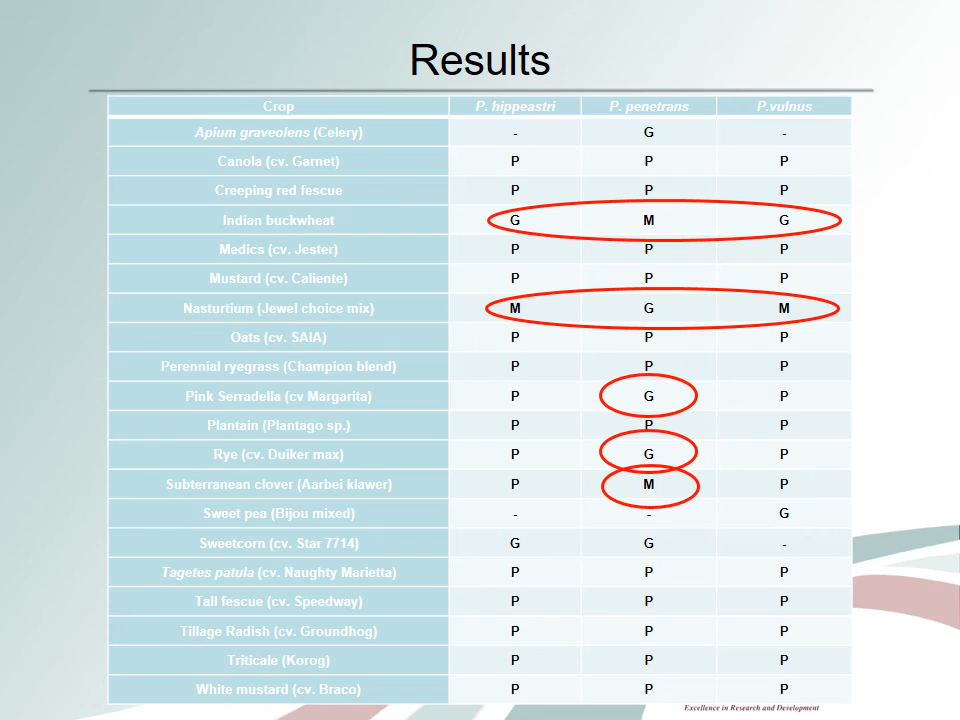 Results
Crop P. hippeastri P. penetrans P.vulnus
Apium graveolens (Celery) - G -
Canola (cv. Garnet) P P P
Creeping red fescue P P P
Indian buckwheat G M G
Medics (cv. Jester) P P P
Mustard (cv. Caliente) P P P
Nasturtium (Jewel choice mix) M G M
Oats (cv. SAIA) P P P
Perennial ryegrass (Champion blend) P P P
Pink Serradella (cv Margarita) P G P
Plantain (Plantago sp.) P P P
Rye (cv. Duiker max) P G P
Subterranean clover (Aarbei klawer) P M P
Sweet pea (Bijou mixed) - - G
Sweetcorn (cv. Star 7714) G G -
Tagetes patula (cv. Naughty Marietta) P P P
Tall fescue (cv. Speedway) P P P
Tillage Radish (cv. Groundhog) P P P
Triticale (Korog) P P P
White mustard (cv. Braco) P P P
Excellence in Research and Development